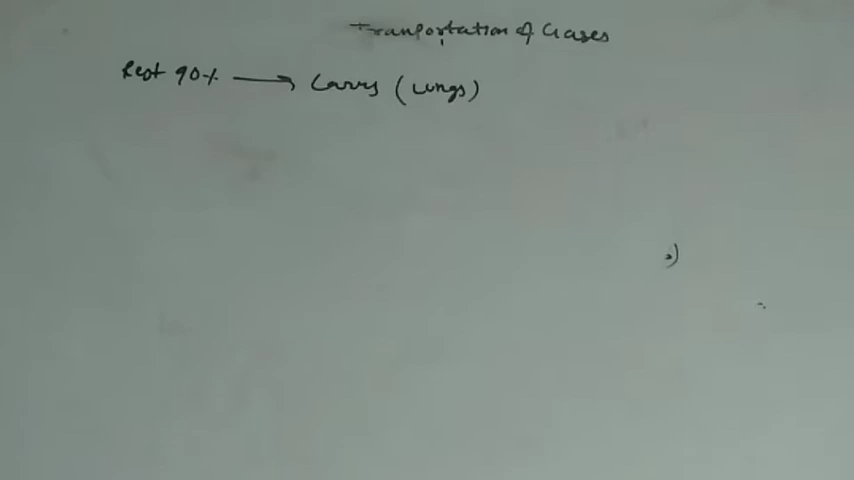 Tranportation of Gases
Rest 90% → Carry (Lungs)